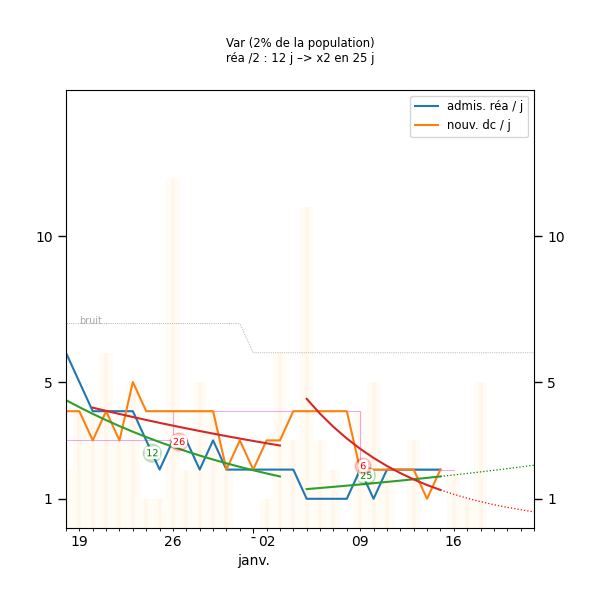 Var (2% de la population)
réa /2 : 12 j –> x2 en 25 j
admis. réa / j
nouv. dc / j
10
10
bruit
5
5
26
12
6
25
1
1
19
26
02
09
16
janv.